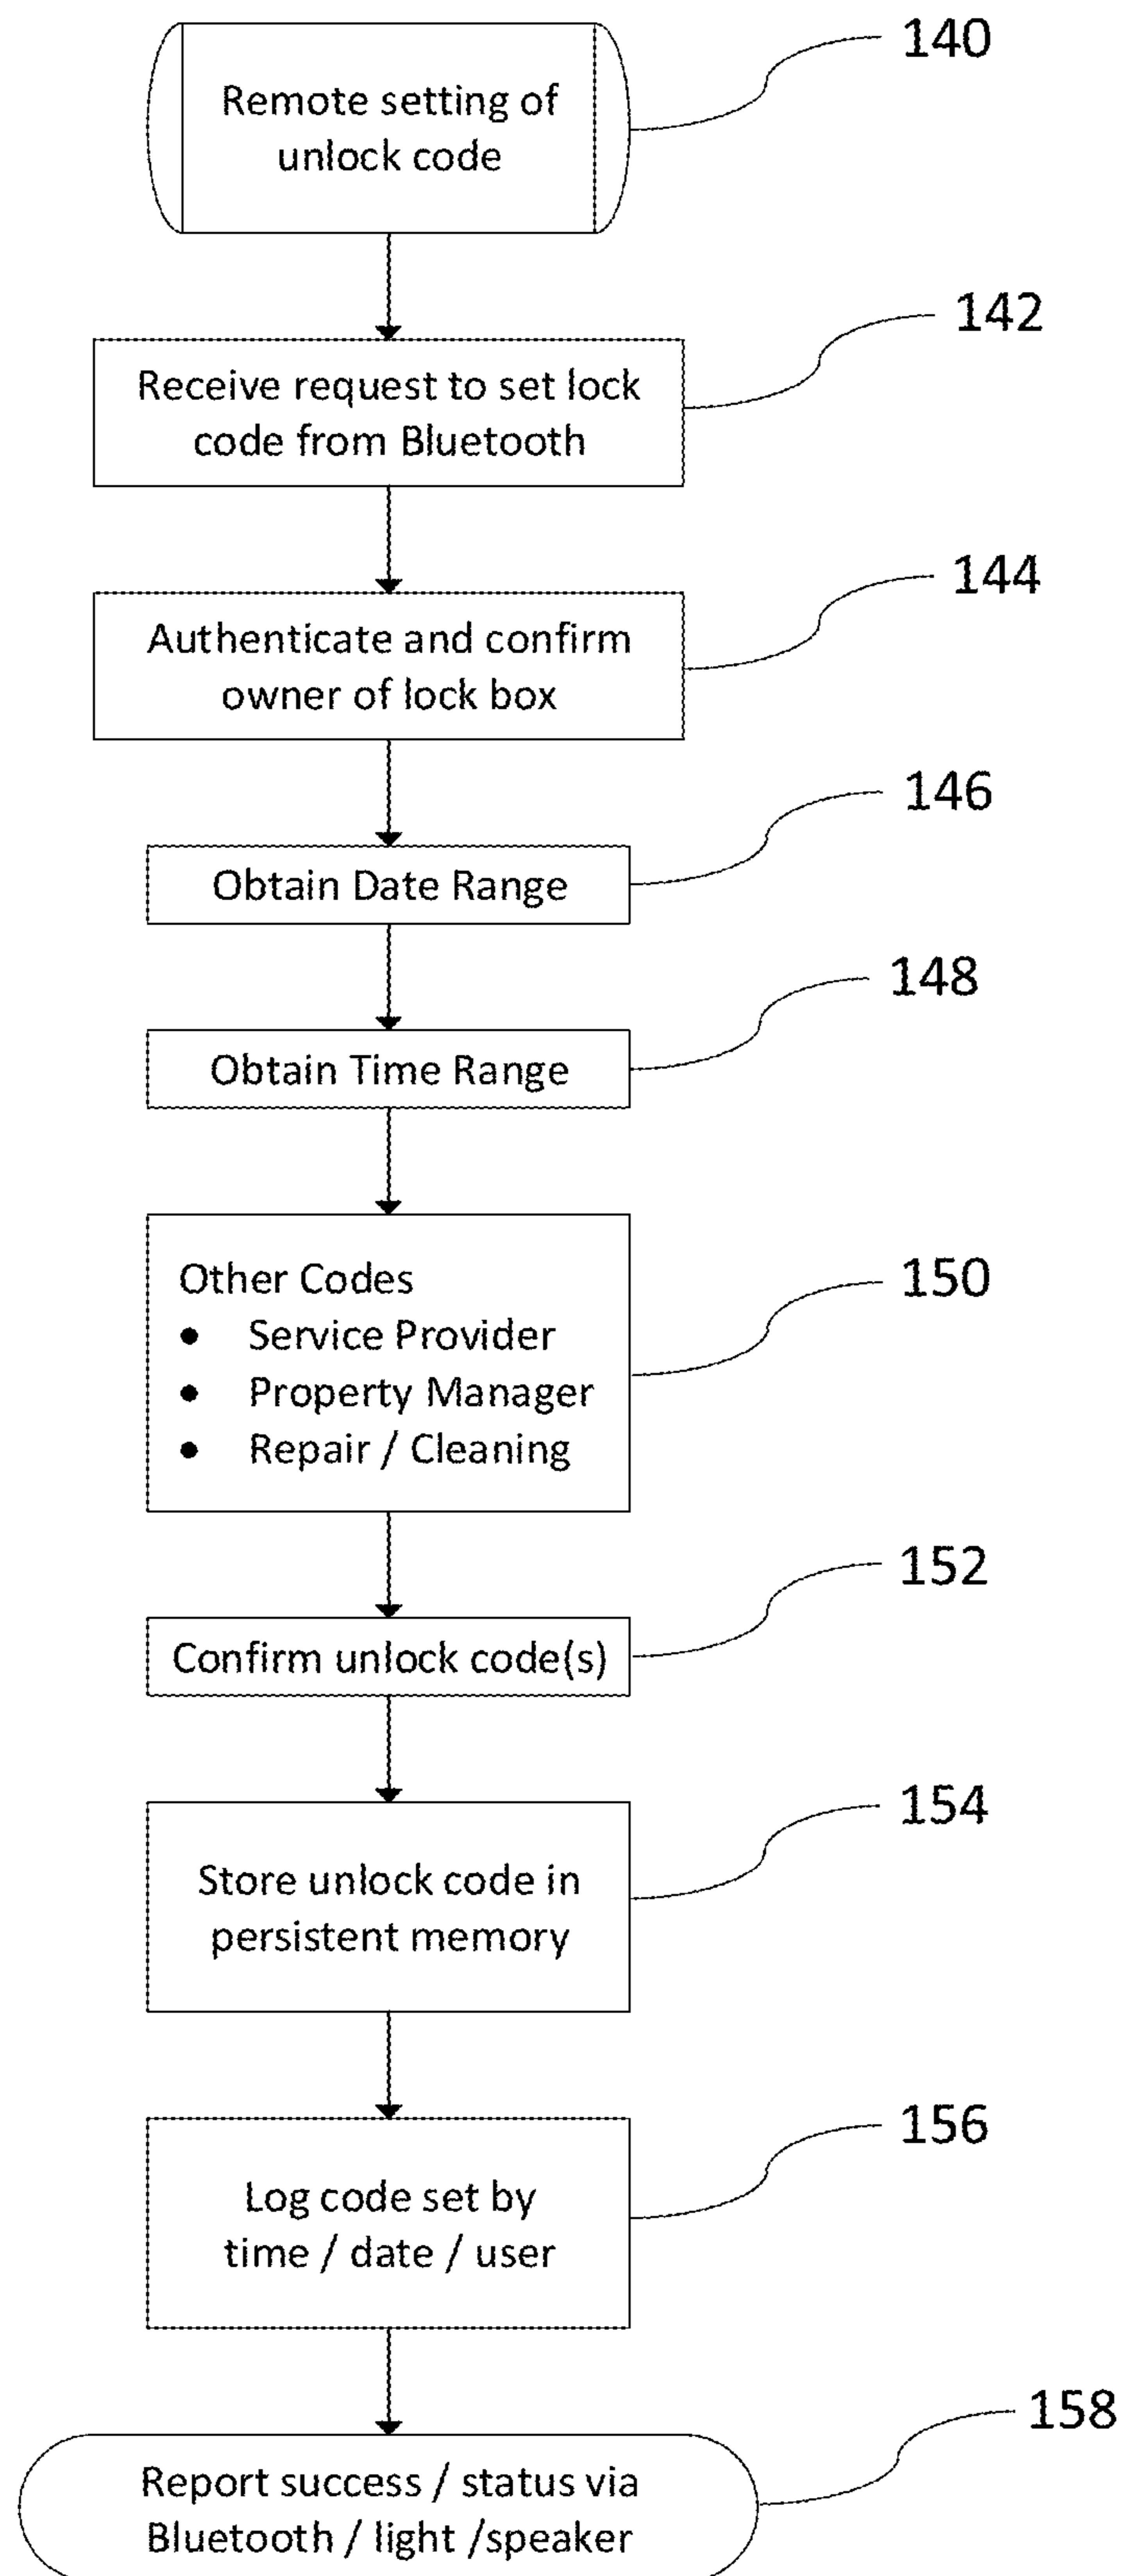 140
Remote setting of
unlock code
142
Receive request to set lock
code from Bluetooth
144
Authenticate and confirm
owner of lock box
146
Obtain Date Range
148
Obtain Time Range
150
Other Codes
● Service Provider
● Property Manager
● Repair / Cleaning
152
Confirm unlock code(s)
154
Store unlock code in
persistent memory
156
Log code set by
time / date / user
158
Report success / status via
Bluetooth / light /speaker